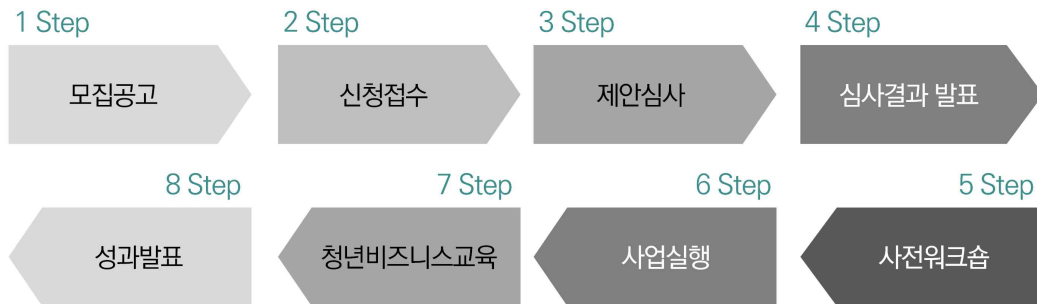 1 Step
모집공고
2 Step
신청접수
3 Step
제안심사
4 Step
심사결과 발표
5 Step
사전워크숍
6 Step
사업실행
7 Step
청년비즈니스교육
8 Step
성과발표